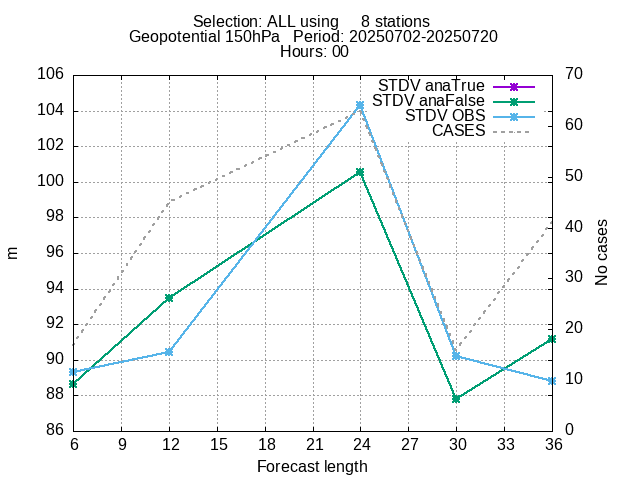 Selection: ALL using 8 stations
Geopotential 150hPa Period: 20250702-20250720
Hours: 00
STDV anaTrue
STDV anaFalse
STDV OBS
CASES
106
104
102
100
98
96
94
92
90
88
86
m
70
60
50
40
30
20
10
0
No cases
6 9 12 15 18 21 24 27 30 33 36
Forecast length